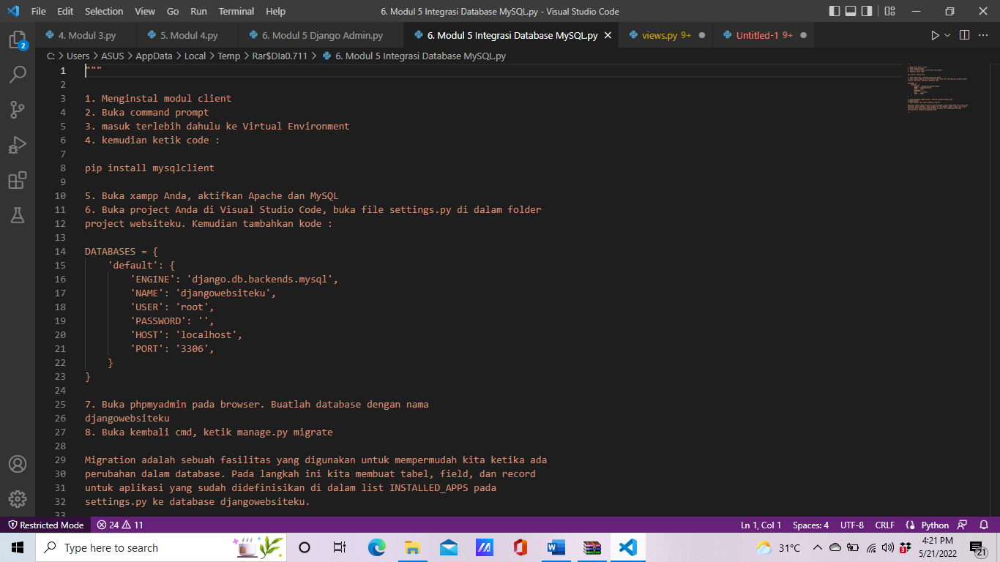 File Edit Selection View Go Run Terminal Help 6. Modul 5 Integrasi Database MySQL.py - Visual Studio Code
4. Modul 3.py 5. Modul 4.py 6. Modul 5 Django Admin.py 6. Modul 5 Integrasi Database MySQL.py views.py 9+ Untitled-1 9+
C: > Users > ASUS > AppData > Local > Temp > Rar$DIa0.711 > 6. Modul 5 Integrasi Database MySQL.py
2
1 """
2
3 1. Menginstal modul client
4 2. Buka command prompt
5 3. masuk terlebih dahulu ke Virtual Environment
6 4. kemudian ketik code :
7
8 pip install mysqlclient
9
10 5. Buka xampp Anda, aktifkan Apache dan MySQL
11 6. Buka project Anda di Visual Studio Code, buka file settings.py di dalam folder
12 project websiteku. Kemudian tambahkan kode :
13
14 DATABASES = {
15 'default': {
16 'ENGINE': 'django.db.backends.mysql',
17 'NAME': 'djangowebsiteku',
18 'USER': 'root',
19 'PASSWORD': '',
20 'HOST': 'localhost',
21 'PORT': '3306',
22 }
23 }
24
25 7. Buka phpmyadmin pada browser. Buatlah database dengan nama
26 djangowebsiteku
27 8. Buka kembali cmd, ketik manage.py migrate
28
29 Migration adalah sebuah fasilitas yang digunakan untuk mempermudah kita ketika ada
30 perubahan dalam database. Pada langkah ini kita membuat tabel, field, dan record
31 untuk aplikasi yang sudah didefinisikan di dalam list INSTALLED_APPS pada
32 settings.py ke database djangowebsiteku.
33
Restricted Mode 24 11 Ln 1, Col 1 Spaces: 4 UTF-8 CRLF Python
Type here to search 31°C 4:21 PM
5/21/2022 21